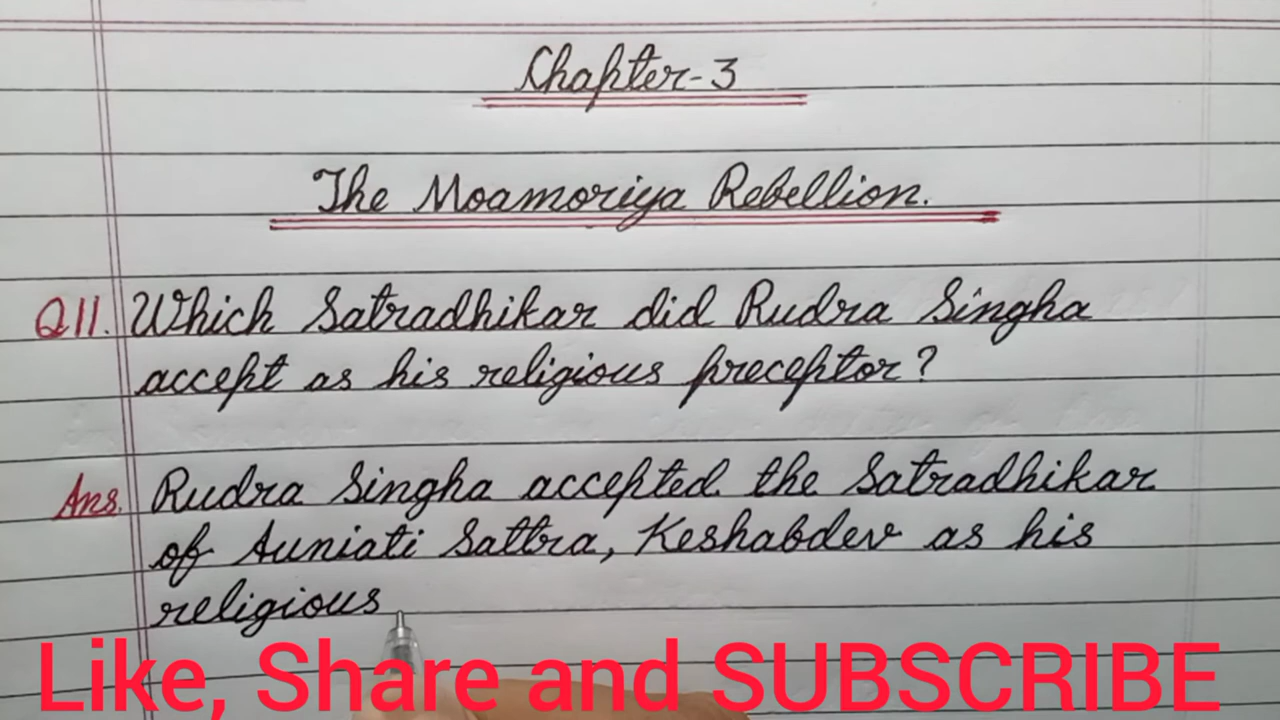 Chapter-3
The Moamoriya Rebellion.
Q11. Which Satradhikar did Rudra Singha
accept as his religious preceptor?
Ans. Rudra Singha accepted the Satradhikar
of Auniati Sattra, Keshabdev as his
religious
Like, Share and SUBSCRIBE